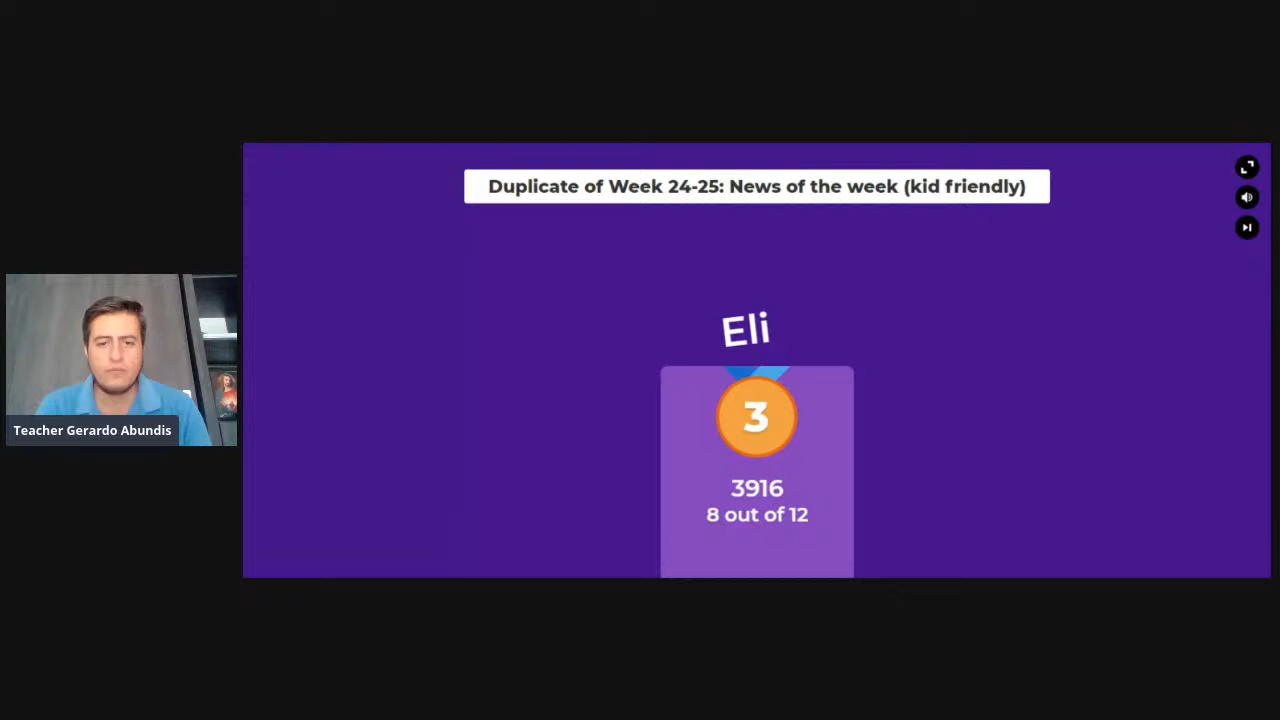 Duplicate of Week 24-25: News of the week (kid friendly)
Eli
3
3916
8 out of 12
Teacher Gerardo Abundis